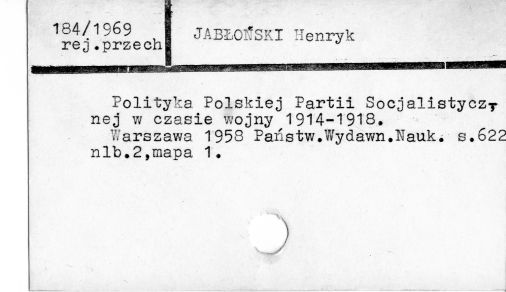 184/1969
rej.przech
JABŁOŃSKI Henryk
Polityka Polskiej Partii Socjalistycz-
nej w czasie wojny 1914-1918.
Warszawa 1958 Państw.Wydawn.Nauk. s.622
nlb.2,mapa 1.